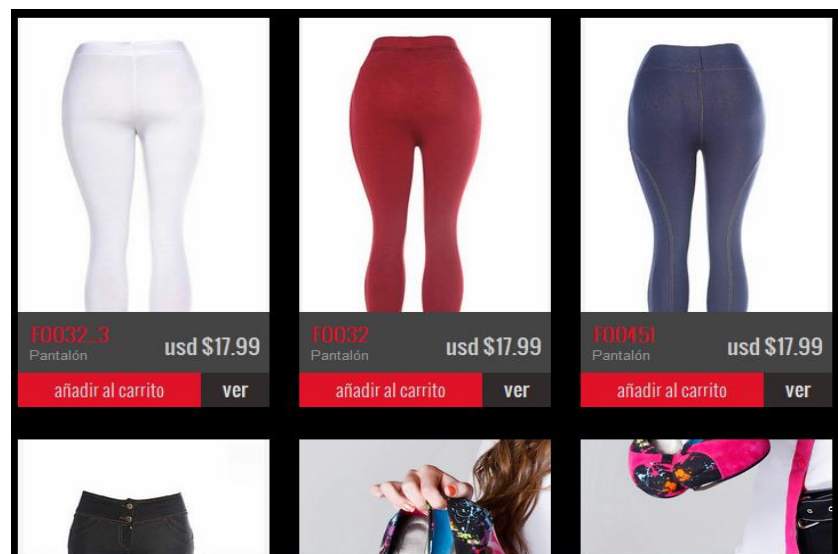 F0032_3
Pantalón
usd $17.99
añadir al carrito
ver
F0032
Pantalón
usd $17.99
añadir al carrito
ver
F00451
Pantalón
usd $17.99
añadir al carrito
ver